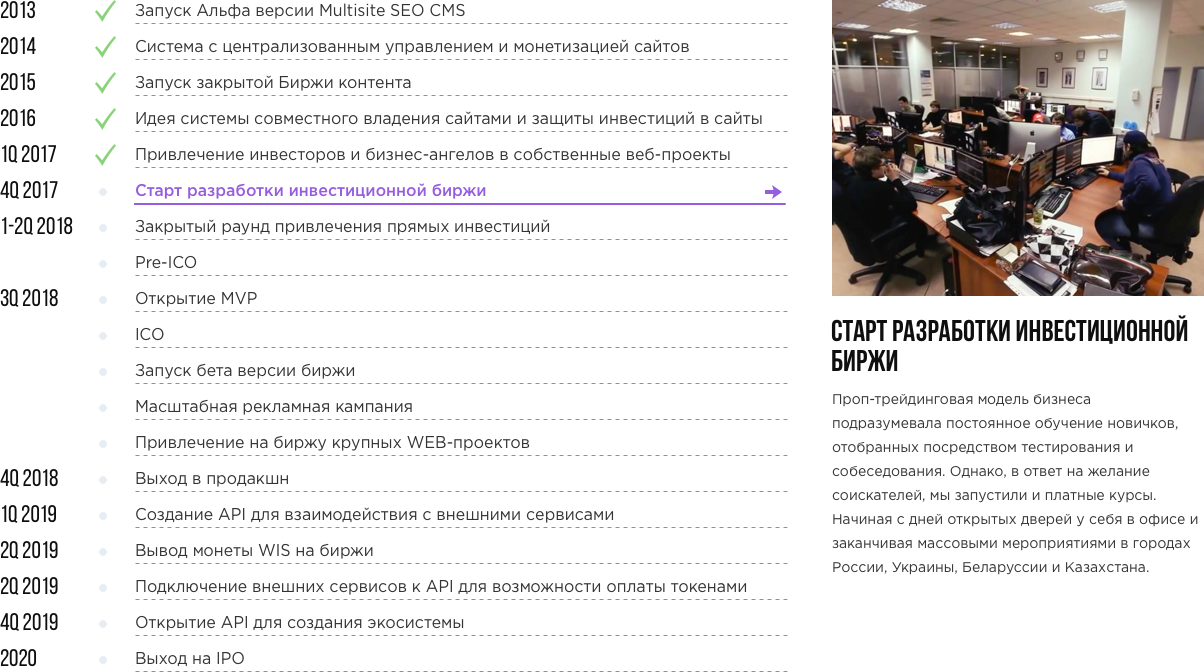 2013 Запуск Альфа версии Multisite SEO CMS
2014 Система с централизованным управлением и монетизацией сайтов
2015 Запуск закрытой Биржи контента
2016 Идея системы совместного владения сайтами и защиты инвестиций в сайты
1Q 2017 Привлечение инвесторов и бизнес-ангелов в собственные веб-проекты
4Q 2017 Старт разработки инвестиционной биржи
1-2Q 2018 Закрытый раунд привлечения прямых инвестиций
Pre-ICO
3Q 2018 Открытие MVP
ICO
Запуск бета версии биржи
Масштабная рекламная кампания
Привлечение на биржу крупных WEB-проектов
4Q 2018 Выход в продакшн
1Q 2019 Создание API для взаимодействия с внешними сервисами
2Q 2019 Вывод монеты WIS на биржи
2Q 2019 Подключение внешних сервисов к API для возможности оплаты токенами
4Q 2019 Открытие API для создания экосистемы
2020 Выход на IPO
СТАРТ РАЗРАБОТКИ ИНВЕСТИЦИОННОЙ
БИРЖИ
Проп-трейдинговая модель бизнеса
подразумевала постоянное обучение новичков,
отобранных посредством тестирования и
собеседования. Однако, в ответ на желание
соискателей, мы запустили и платные курсы.
Начиная с дней открытых дверей у себя в офисе и
заканчивая массовыми мероприятиями в городах
России, Украины, Беларуссии и Казахстана.